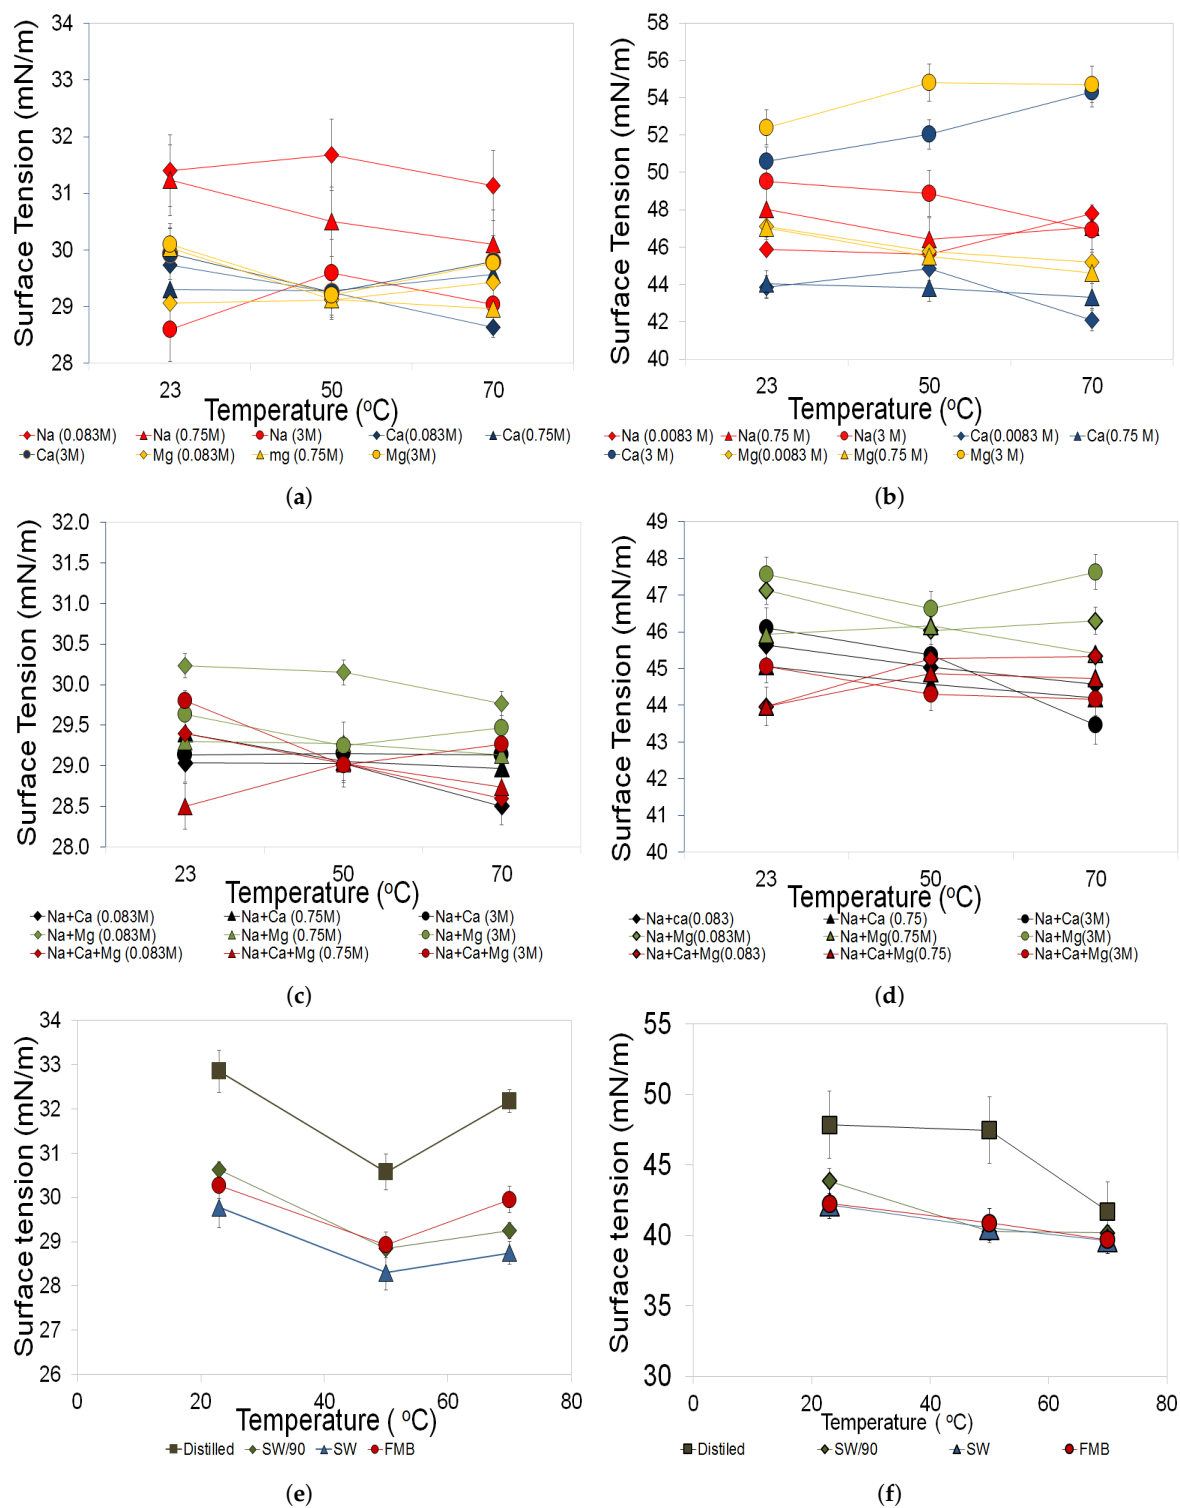 34
33
32
31
30
29
28
Surface Tension (mN/m)
23
50
70
Temperature (°C)
Na (0.083M) Na (0.75M) Na (3M) Ca(0.083M) Ca(0.75M)
Ca(3M) Mg (0.083M) mg (0.75M) Mg(3M)
(a)
58
56
54
52
50
48
46
44
42
40
Surface Tension (mN/m)
23
50
70
Temperature (°C)
Na (0.0083 M) Na(0.75 M) Na(3 M) Ca(0.0083 M) Ca(0.75 M)
Ca(3 M) Mg(0.0083 M) Mg(0.75 M) Mg(3 M)
(b)
32.0
31.5
31.0
30.5
30.0
29.5
29.0
28.5
28.0
Surface Tension (mN/m)
23
50
70
Temperature (°C)
Na+Ca (0.083M) Na+Ca (0.75M) Na+Ca (3M)
Na+Mg (0.083M) Na+Mg (0.75M) Na+Mg (3M)
Na+Ca+Mg (0.083M) Na+Ca+Mg (0.75M) Na+Ca+Mg (3M)
(c)
49
48
47
46
45
44
43
42
41
40
Surface Tension (mN/m)
23
50
70
Temperature (°C)
Na+ca(0.083) Na+Ca (0.75) Na+Ca(3M)
Na+Mg(0.083M) Na+Mg(0.75M) Na+Mg(3M)
Na+Ca+Mg(0.083) Na+Ca+Mg(0.75) Na+Ca+Mg(3M)
(d)
34
33
32
31
30
29
28
27
26
Surface tension (mN/m)
0
20
40
60
80
Temperature ( °C)
Distilled SW/90 SW FMB
(e)
55
50
45
40
35
30
Surface tension (mN/m)
0
20
40
60
80
Temperature ( °C)
Distilled SW/90 SW FMB
(f)